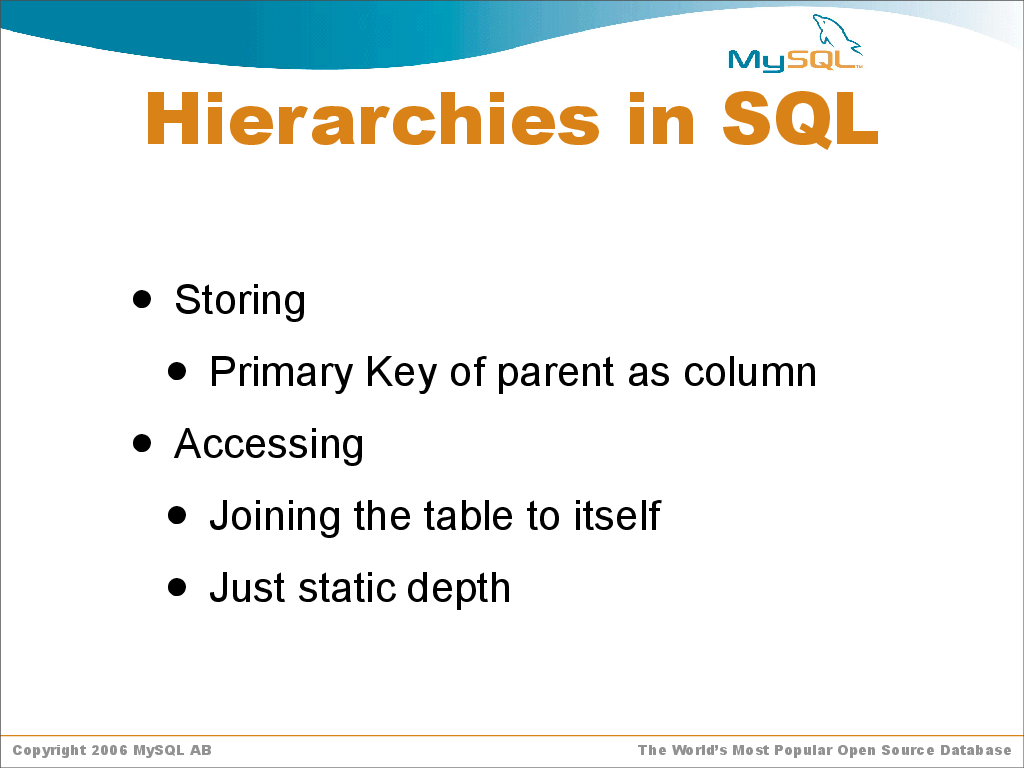 MySQL™
Hierarchies in SQL
• Storing
• Primary Key of parent as column
• Accessing
• Joining the table to itself
• Just static depth
Copyright 2006 MySQL AB
The World's Most Popular Open Source Database